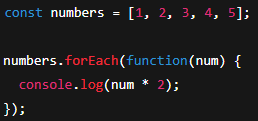 const numbers = [1, 2, 3, 4, 5];
numbers.forEach(function(num) {
  console.log(num * 2);
});